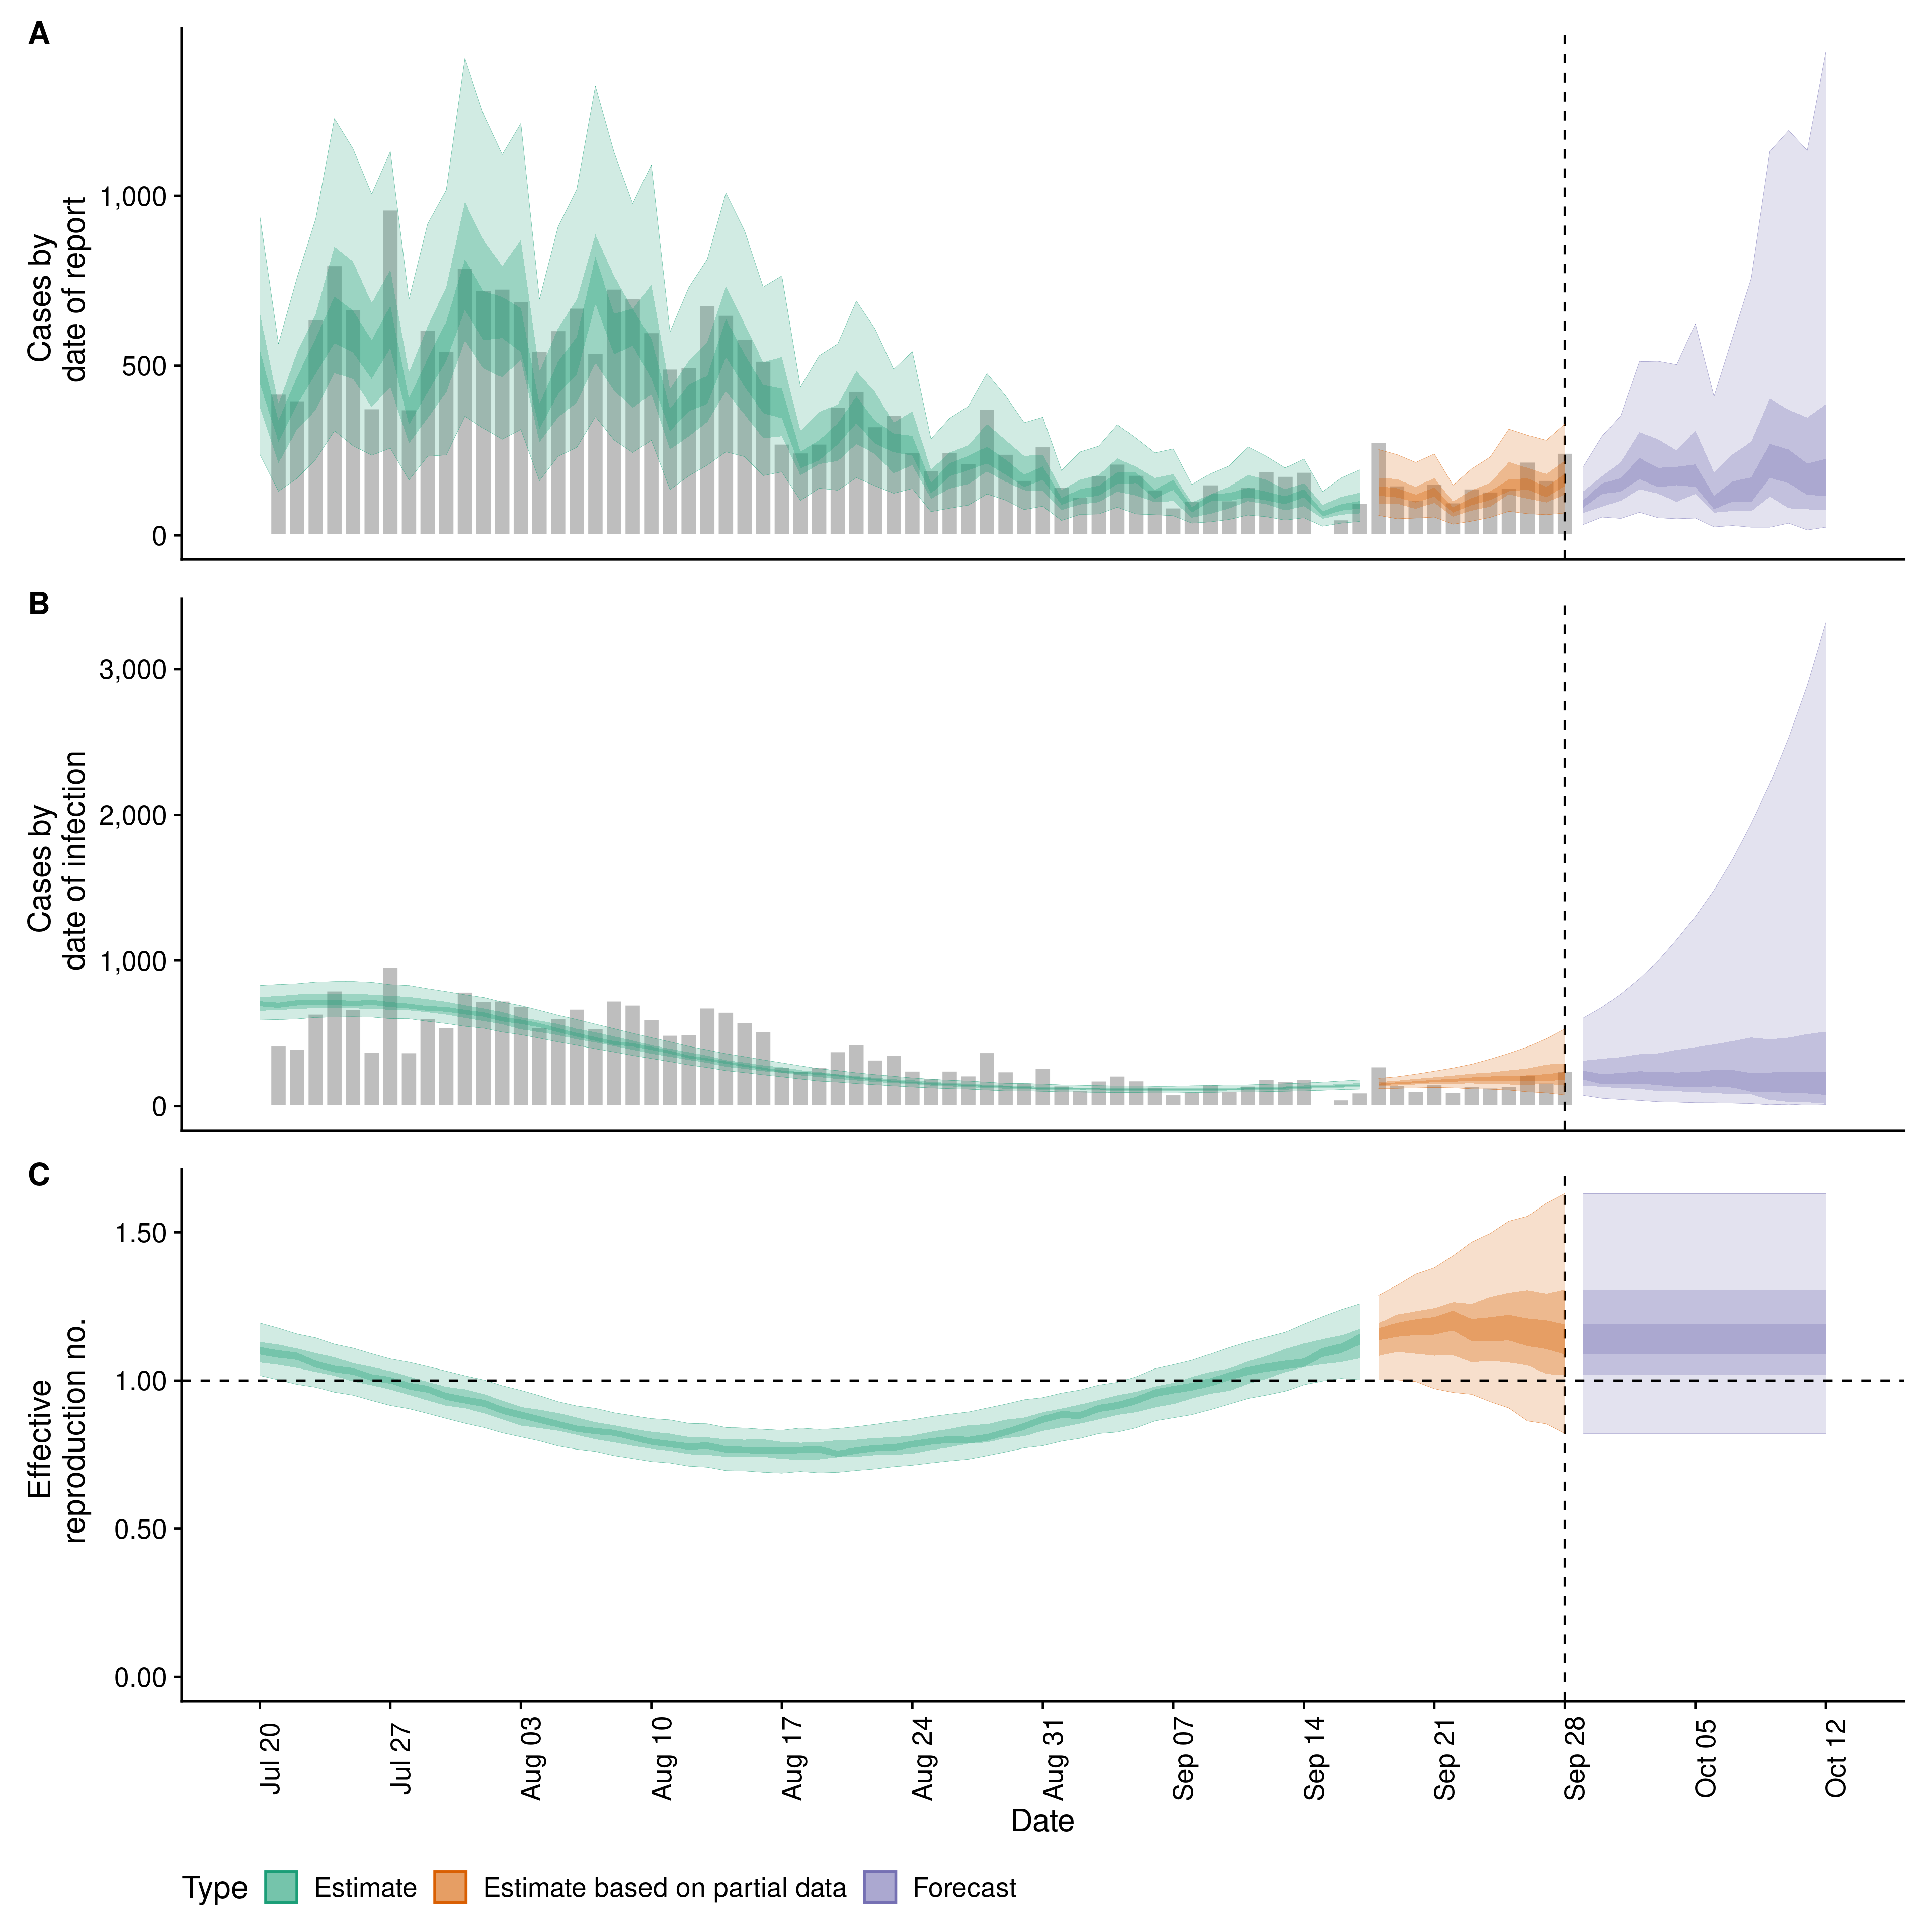 A
Cases by
date of report
1,000
500
0
B
Cases by
date of infection
3,000
2,000
1,000
0
C
Effective
reproduction no.
1.50
1.00
0.50
0.00
Jul 20
Jul 27
Aug 03
Aug 10
Aug 17
Aug 24
Aug 31
Sep 07
Sep 14
Sep 21
Sep 28
Oct 05
Oct 12
Date
Type Estimate Estimate based on partial data Forecast